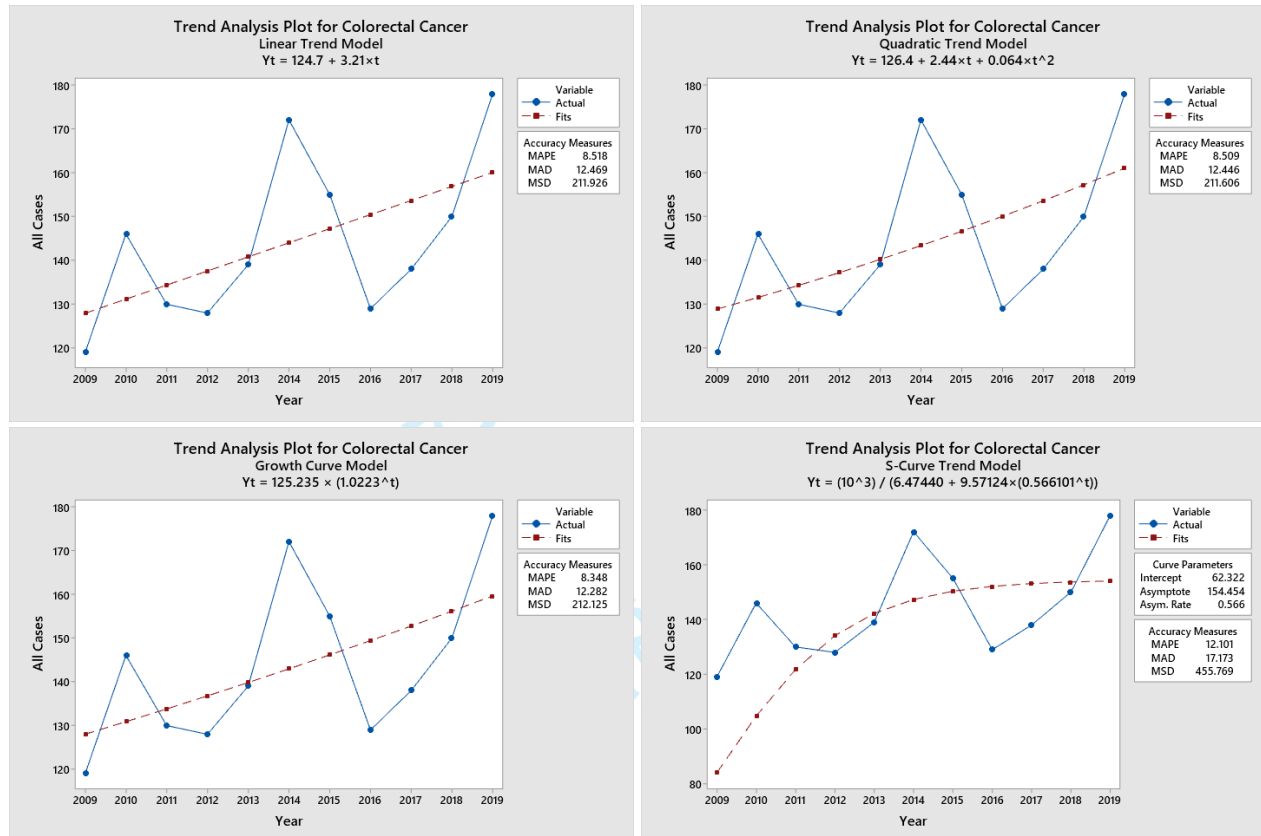 Trend Analysis Plot for Colorectal Cancer
Linear Trend Model
Yt = 124.7 + 3.21×t
180
170
160
150
140
130
120
All Cases
2009 2010 2011 2012 2013 2014 2015 2016 2017 2018 2019
Year
Variable
Actual
Fits
Accuracy Measures
MAPE 8.518
MAD 12.469
MSD 211.926
Trend Analysis Plot for Colorectal Cancer
Quadratic Trend Model
Yt = 126.4 + 2.44×t + 0.064×t^2
180
170
160
150
140
130
120
All Cases
2009 2010 2011 2012 2013 2014 2015 2016 2017 2018 2019
Year
Variable
Actual
Fits
Accuracy Measures
MAPE 8.509
MAD 12.446
MSD 211.606
Trend Analysis Plot for Colorectal Cancer
Growth Curve Model
Yt = 125.235 × (1.0223^t)
180
170
160
150
140
130
120
All Cases
2009 2010 2011 2012 2013 2014 2015 2016 2017 2018 2019
Year
Variable
Actual
Fits
Accuracy Measures
MAPE 8.348
MAD 12.282
MSD 212.125
Trend Analysis Plot for Colorectal Cancer
S-Curve Trend Model
Yt = (10^3) / (6.47440 + 9.57124×(0.566101^t))
180
160
140
120
100
80
All Cases
2009 2010 2011 2012 2013 2014 2015 2016 2017 2018 2019
Year
Variable
Actual
Fits
Curve Parameters
Intercept 62.322
Asymptote 154.454
Asym. Rate 0.566
Accuracy Measures
MAPE 12.101
MAD 17.173
MSD 455.769